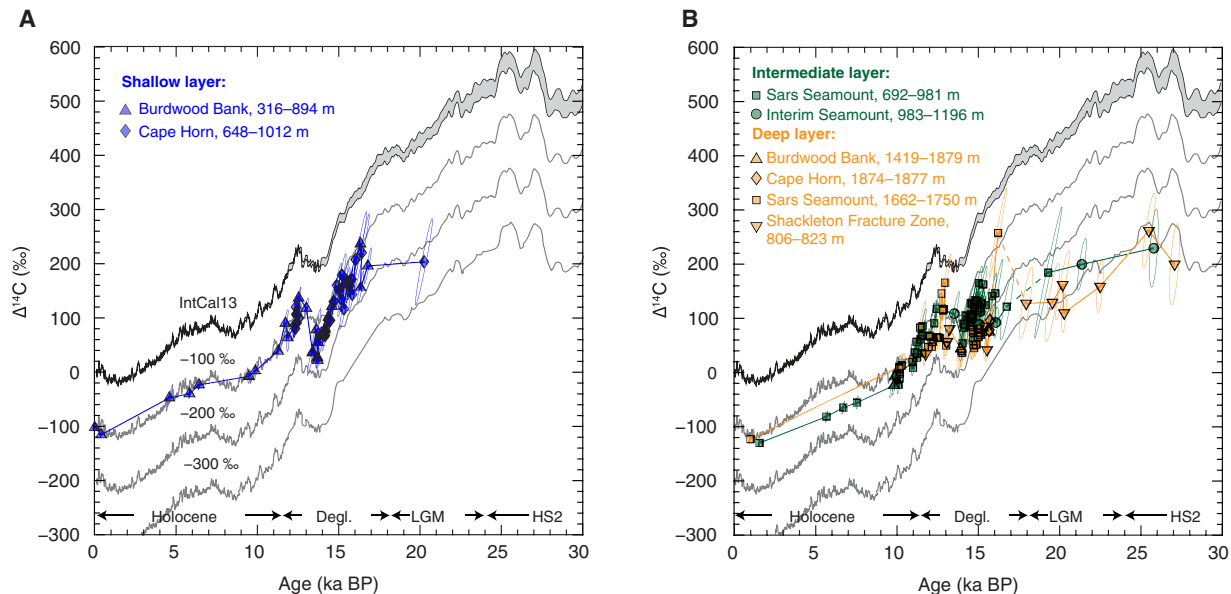 A
600
500
400
300
200
100
0
−100
−200
−300
Δ¹⁴C (‰)
Shallow layer:
Burdwood Bank, 316–894 m
Cape Horn, 648–1012 m
IntCal13
−100 ‰
−200 ‰
−300 ‰
Holocene
Degl.
LGM
HS2
0 5 10 15 20 25 30
Age (ka BP)
B
600
500
400
300
200
100
0
−100
−200
−300
Δ¹⁴C (‰)
Intermediate layer:
Sars Seamount, 692–981 m
Interim Seamount, 983–1196 m
Deep layer:
Burdwood Bank, 1419–1879 m
Cape Horn, 1874–1877 m
Sars Seamount, 1662–1750 m
Shackleton Fracture Zone,
806–823 m
Holocene
Degl.
LGM
HS2
0 5 10 15 20 25 30
Age (ka BP)